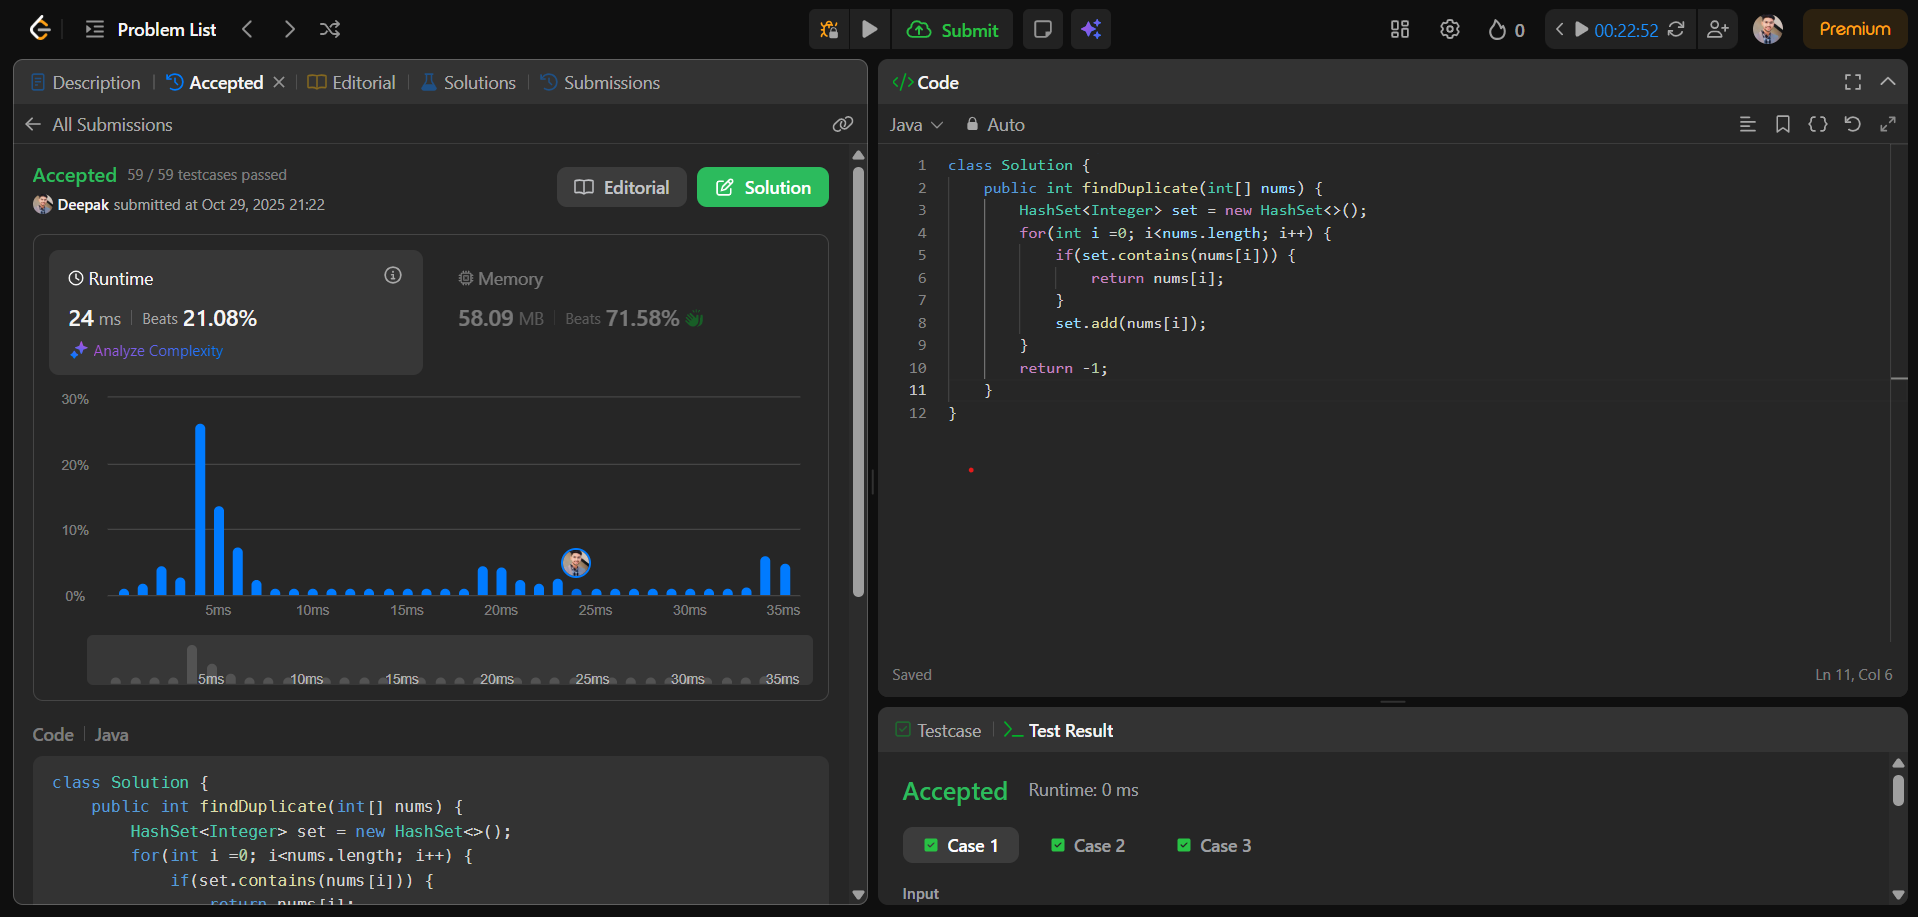 Problem List
Submit
0
00:22:52
Premium
Description
Accepted
Editorial
Solutions
Submissions
All Submissions
Accepted 59 / 59 testcases passed
Deepak submitted at Oct 29, 2025 21:22
Editorial
Solution
Runtime
24 ms Beats 21.08%
Analyze Complexity
Memory
58.09 MB Beats 71.58%
30%
20%
10%
0%
5ms 10ms 15ms 20ms 25ms 30ms 35ms
5ms 10ms 15ms 20ms 25ms 30ms 35ms
Code Java
class Solution {
    public int findDuplicate(int[] nums) {
        HashSet<Integer> set = new HashSet<>();
        for(int i =0; i<nums.length; i++) {
            if(set.contains(nums[i])) {
                return nums[i];
</> Code
Java
Auto
1 class Solution {
2     public int findDuplicate(int[] nums) {
3         HashSet<Integer> set = new HashSet<>();
4         for(int i =0; i<nums.length; i++) {
5             if(set.contains(nums[i])) {
6                 return nums[i];
7             }
8             set.add(nums[i]);
9         }
10         return -1;
11     }
12 }
Saved
Ln 11, Col 6
Testcase
Test Result
Accepted Runtime: 0 ms
Case 1
Case 2
Case 3
Input